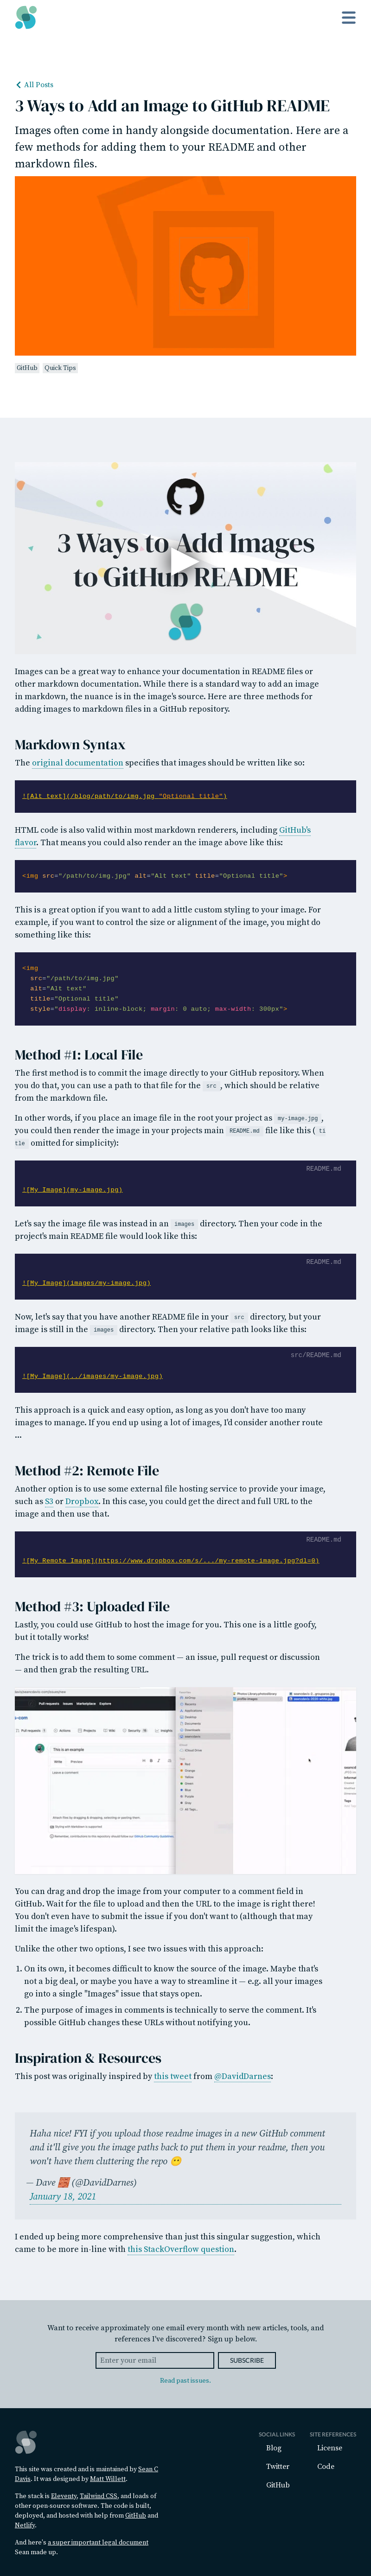 All Posts
3 Ways to Add an Image to GitHub README
Images often come in handy alongside documentation. Here are a
few methods for adding them to your README and other
markdown files.
GitHub Quick Tips
3 Ways to Add Images
to GitHub README
Images can be a great way to enhance your documentation in README files or
other markdown documentation. While there is a standard way to add an image
in markdown, the nuance is in the image's source. Here are three methods for
adding images to markdown files in a GitHub repository.
Markdown Syntax
The original documentation specifies that images should be written like so:
![Alt text](/blog/path/to/img.jpg "Optional title")
HTML code is also valid within most markdown renderers, including GitHub's
flavor. That means you could also render an image above like this:
<img src="/path/to/img.jpg" alt="Alt text" title="Optional title">
This is a great option if you want to add a little custom styling to your image. For
example, if you want to control the size or alignment of the image, you might do
something like this:
<img
src="/path/to/img.jpg"
alt="Alt text"
title="Optional title"
style="display: inline-block; margin: 0 auto; max-width: 300px">
Method #1: Local File
The first method is to commit the image directly to your GitHub repository. When
you do that, you can use a path to that file for the src , which should be relative
from the markdown file.
In other words, if you place an image file in the root your project as my-image.jpg ,
you could then render the image in your projects main README.md file like this ( ti
tle omitted for simplicity):
README.md
![My Image](my-image.jpg)
Let's say the image file was instead in an images directory. Then your code in the
project's main README file would look like this:
README.md
![My Image](images/my-image.jpg)
Now, let's say that you have another README file in your src directory, but your
image is still in the images directory. Then your relative path looks like this:
src/README.md
![My Image](../images/my-image.jpg)
This approach is a quick and easy option, as long as you don't have too many
images to manage. If you end up using a lot of images, I'd consider another route
...
Method #2: Remote File
Another option is to use some external file hosting service to provide your image,
such as S3 or Dropbox. In this case, you could get the direct and full URL to the
image and then use that.
README.md
![My Remote Image](https://www.dropbox.com/s/.../my-remote-image.jpg?dl=0)
Method #3: Uploaded File
Lastly, you could use GitHub to host the image for you. This one is a little goofy,
but it totally works!
The trick is to add them to some comment — an issue, pull request or discussion
— and then grab the resulting URL.
Pull requests Issues Marketplace Explore
This is an example
Write Preview
Leave a comment
You can drag and drop the image from your computer to a comment field in
GitHub. Wait for the file to upload and then the URL to the image is right there!
You don't even have to submit the issue if you don't want to (although that may
limit the image's lifespan).
Unlike the other two options, I see two issues with this approach:
1. On its own, it becomes difficult to know the source of the image. Maybe that's
not a big deal, or maybe you have a way to streamline it — e.g. all your images
go into a single "Images" issue that stays open.
2. The purpose of images in comments is technically to serve the comment. It's
possible GitHub changes these URLs without notifying you.
Inspiration & Resources
This post was originally inspired by this tweet from @DavidDarnes:
Haha nice! FYI if you upload those readme images in a new GitHub comment
and it'll give you the image paths back to put them in your readme, then you
won't have them cluttering the repo 😶
— Dave 🧱 (@DavidDarnes)
January 18, 2021
I ended up being more comprehensive than just this singular suggestion, which
came to be more in-line with this StackOverflow question.
Want to receive approximately one email every month with new articles, tools, and
references I've discovered? Sign up below.
Enter your email SUBSCRIBE
Read past issues.
This site was created and is maintained by Sean C
Davis. It was designed by Matt Willett.
The stack is Eleventy, Tailwind CSS, and loads of
other open-source software. The code is built,
deployed, and hosted with help from GitHub and
Netlify.
And here's a super important legal document
Sean made up.
SOCIAL LINKS
Blog
Twitter
GitHub
SITE REFERENCES
License
Code